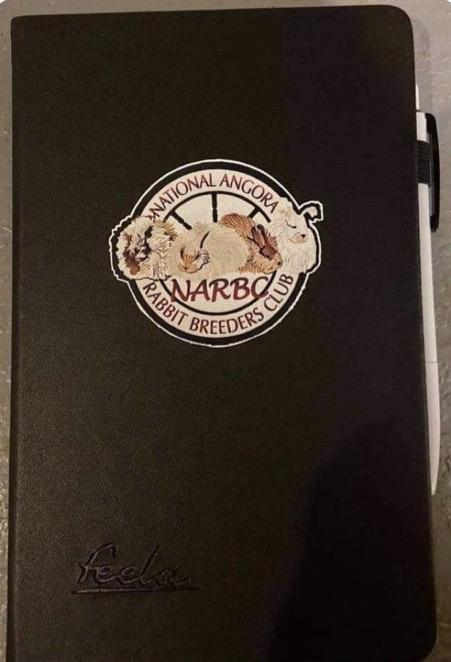 NATIONAL ANGORA
NARBC
RABBIT BREEDERS CLUB
feela